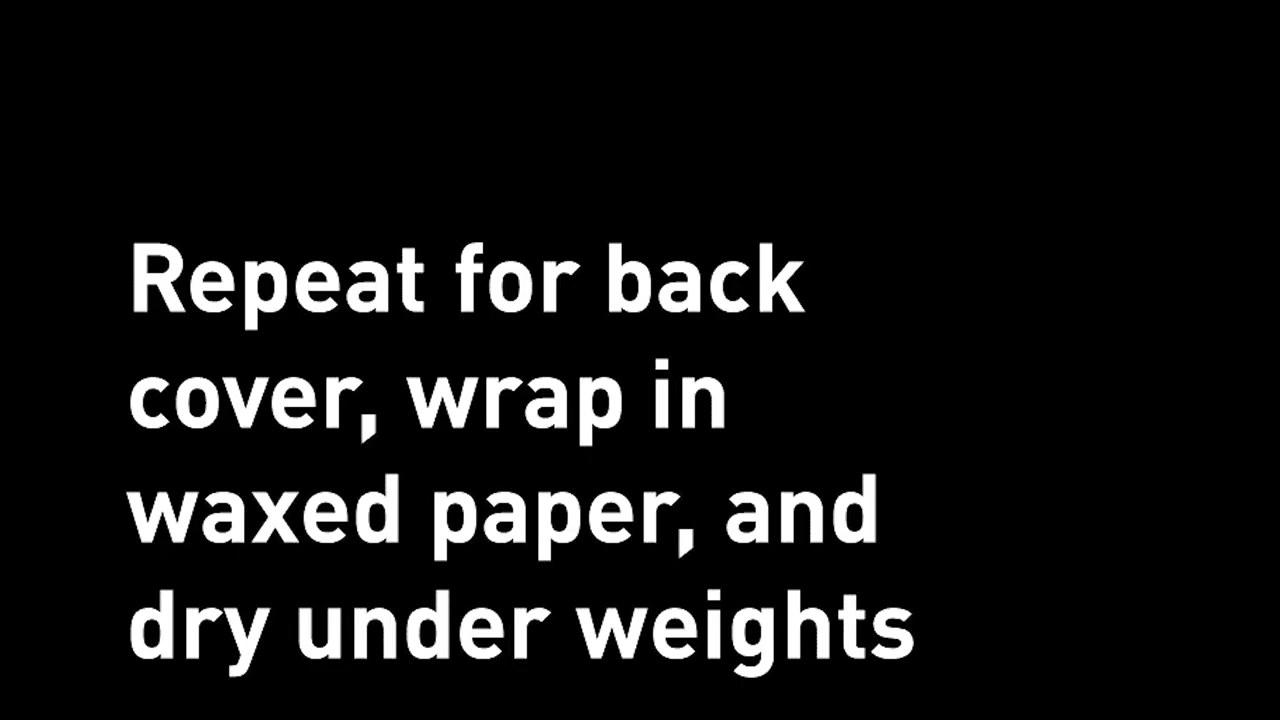 Repeat for back
cover, wrap in
waxed paper, and
dry under weights